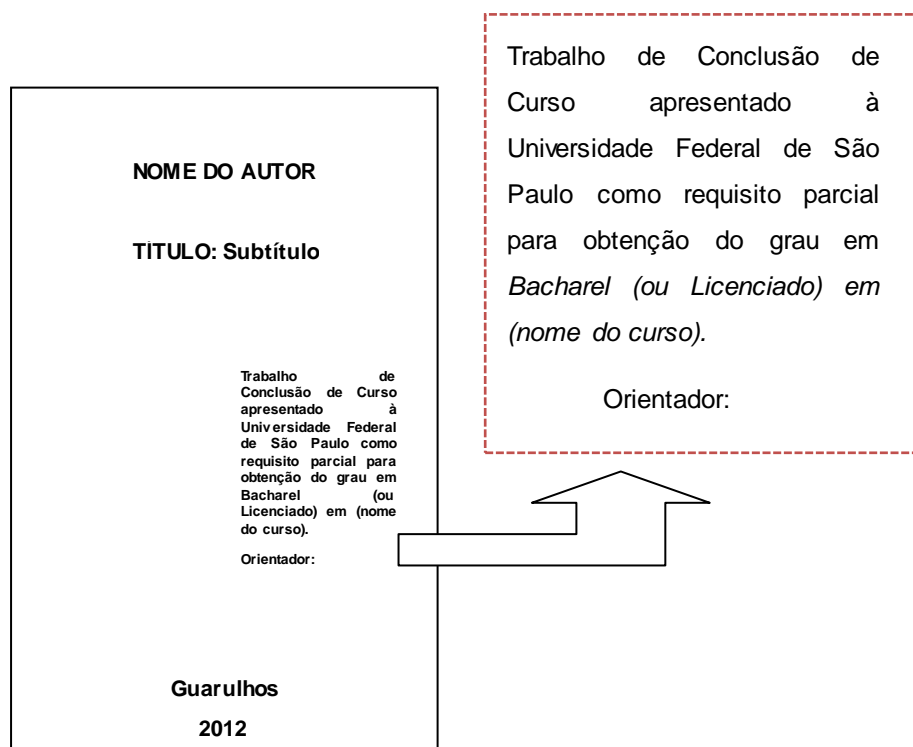 NOME DO AUTOR
TÍTULO: Subtítulo
Trabalho de
Conclusão de Curso
apresentado à
Universidade Federal
de São Paulo como
requisito parcial para
obtenção do grau em
Bacharel (ou
Licenciado) em (nome
do curso).
Orientador:
Guarulhos
2012
Trabalho de Conclusão de
Curso apresentado à
Universidade Federal de São
Paulo como requisito parcial
para obtenção do grau em
Bacharel (ou Licenciado) em
(nome do curso).
Orientador: